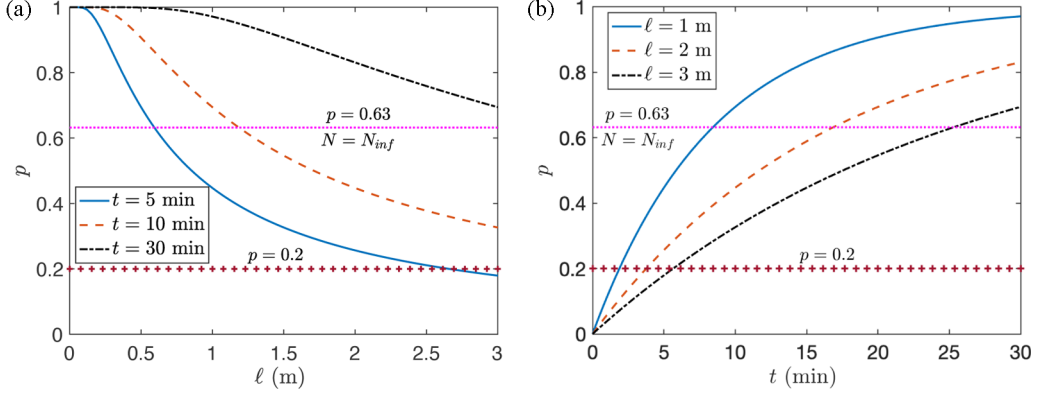 (a)
1
0.8
0.6
0.4
0.2
0
p
p = 0.63
N = N_inf
t = 5 min
t = 10 min
t = 30 min
p = 0.2
0 0.5 1 1.5 2 2.5 3
ℓ (m)
(b)
1
0.8
0.6
0.4
0.2
0
p
ℓ = 1 m
ℓ = 2 m
ℓ = 3 m
p = 0.63
N = N_inf
p = 0.2
0 5 10 15 20 25 30
t (min)